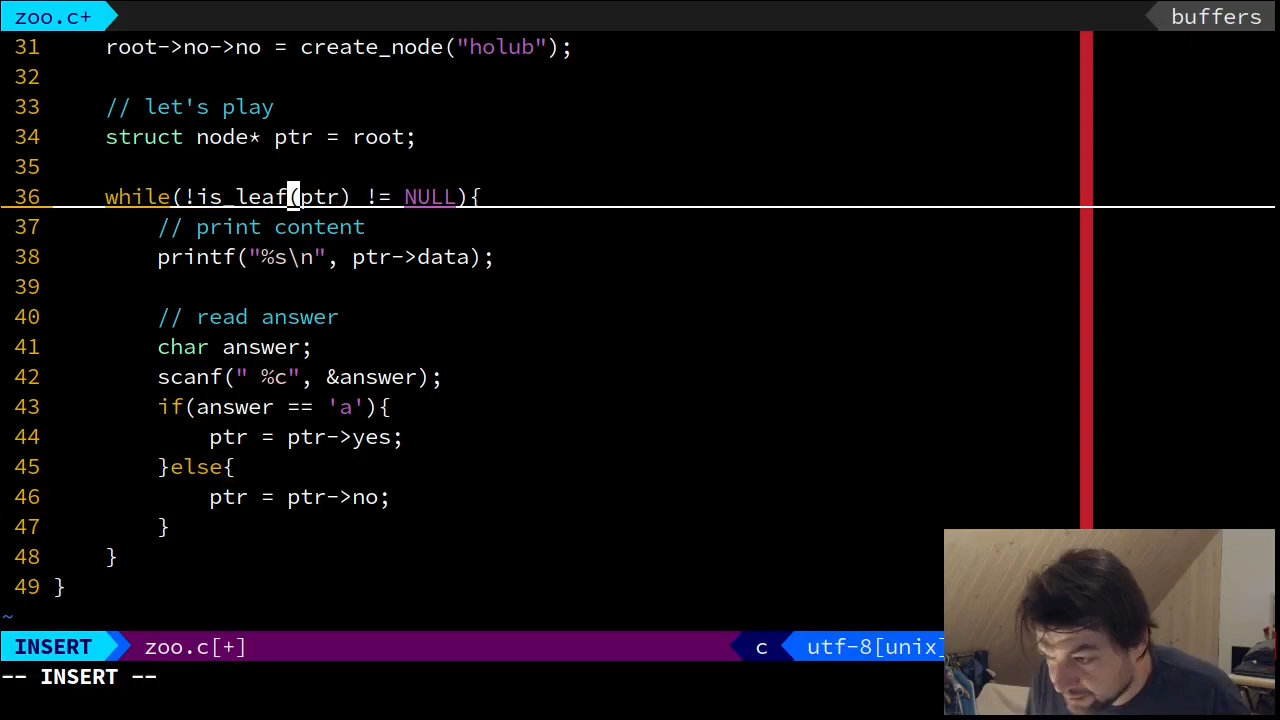 zoo.c+ buffers
31 root->no->no = create_node("holub");
32
33 // let's play
34 struct node* ptr = root;
35
36 while(!is_leaf(ptr) != NULL){
37 // print content
38 printf("%s\n", ptr->data);
39
40 // read answer
41 char answer;
42 scanf(" %c", &answer);
43 if(answer == 'a'){
44 ptr = ptr->yes;
45 }else{
46 ptr = ptr->no;
47 }
48 }
49 }
~
INSERT zoo.c[+] c utf-8[unix]
-- INSERT --